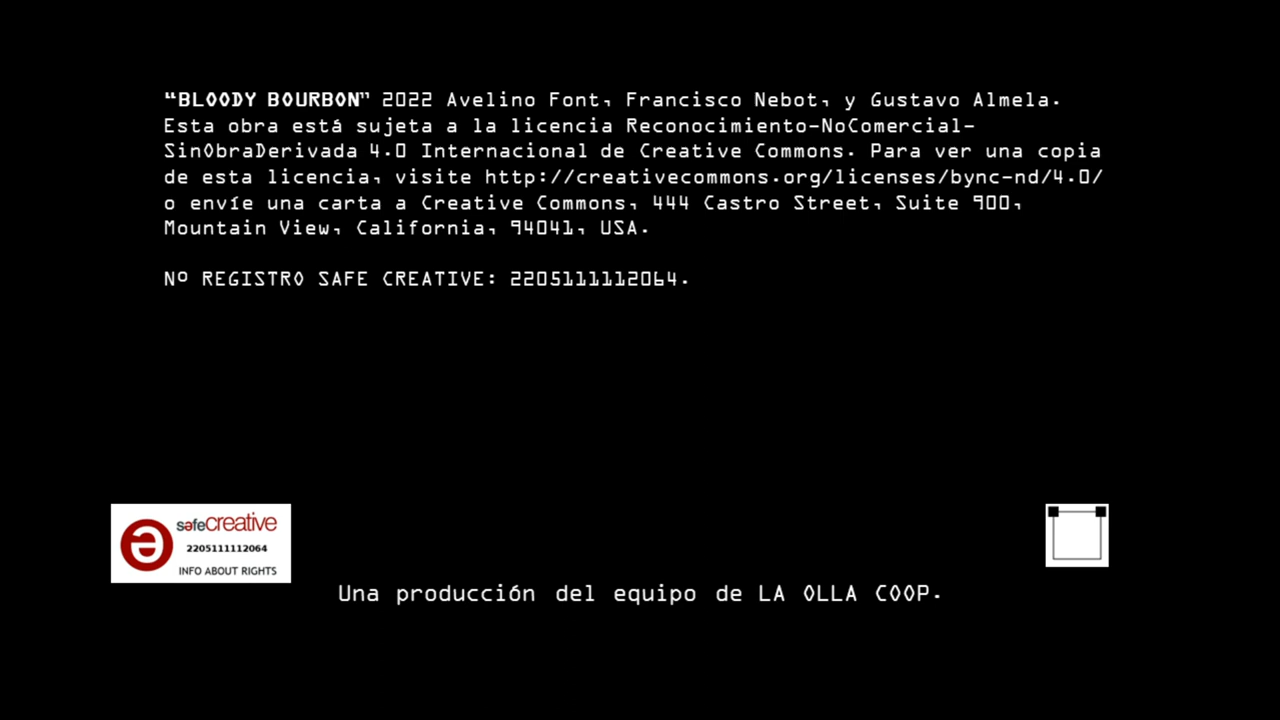 “BLOODY BOURBON” 2022 Avelino Font, Francisco Nebot, y Gustavo Almela.
Esta obra está sujeta a la licencia Reconocimiento-NoComercial-
SinObraDerivada 4.0 Internacional de Creative Commons. Para ver una copia
de esta licencia, visite http://creativecommons.org/licenses/bync-nd/4.0/
o envíe una carta a Creative Commons, 444 Castro Street, Suite 900,
Mountain View, California, 94041, USA.
Nº REGISTRO SAFE CREATIVE: 2205111112064.
safeCreative
2205111112064
INFO ABOUT RIGHTS
Una producción del equipo de LA OLLA COOP.